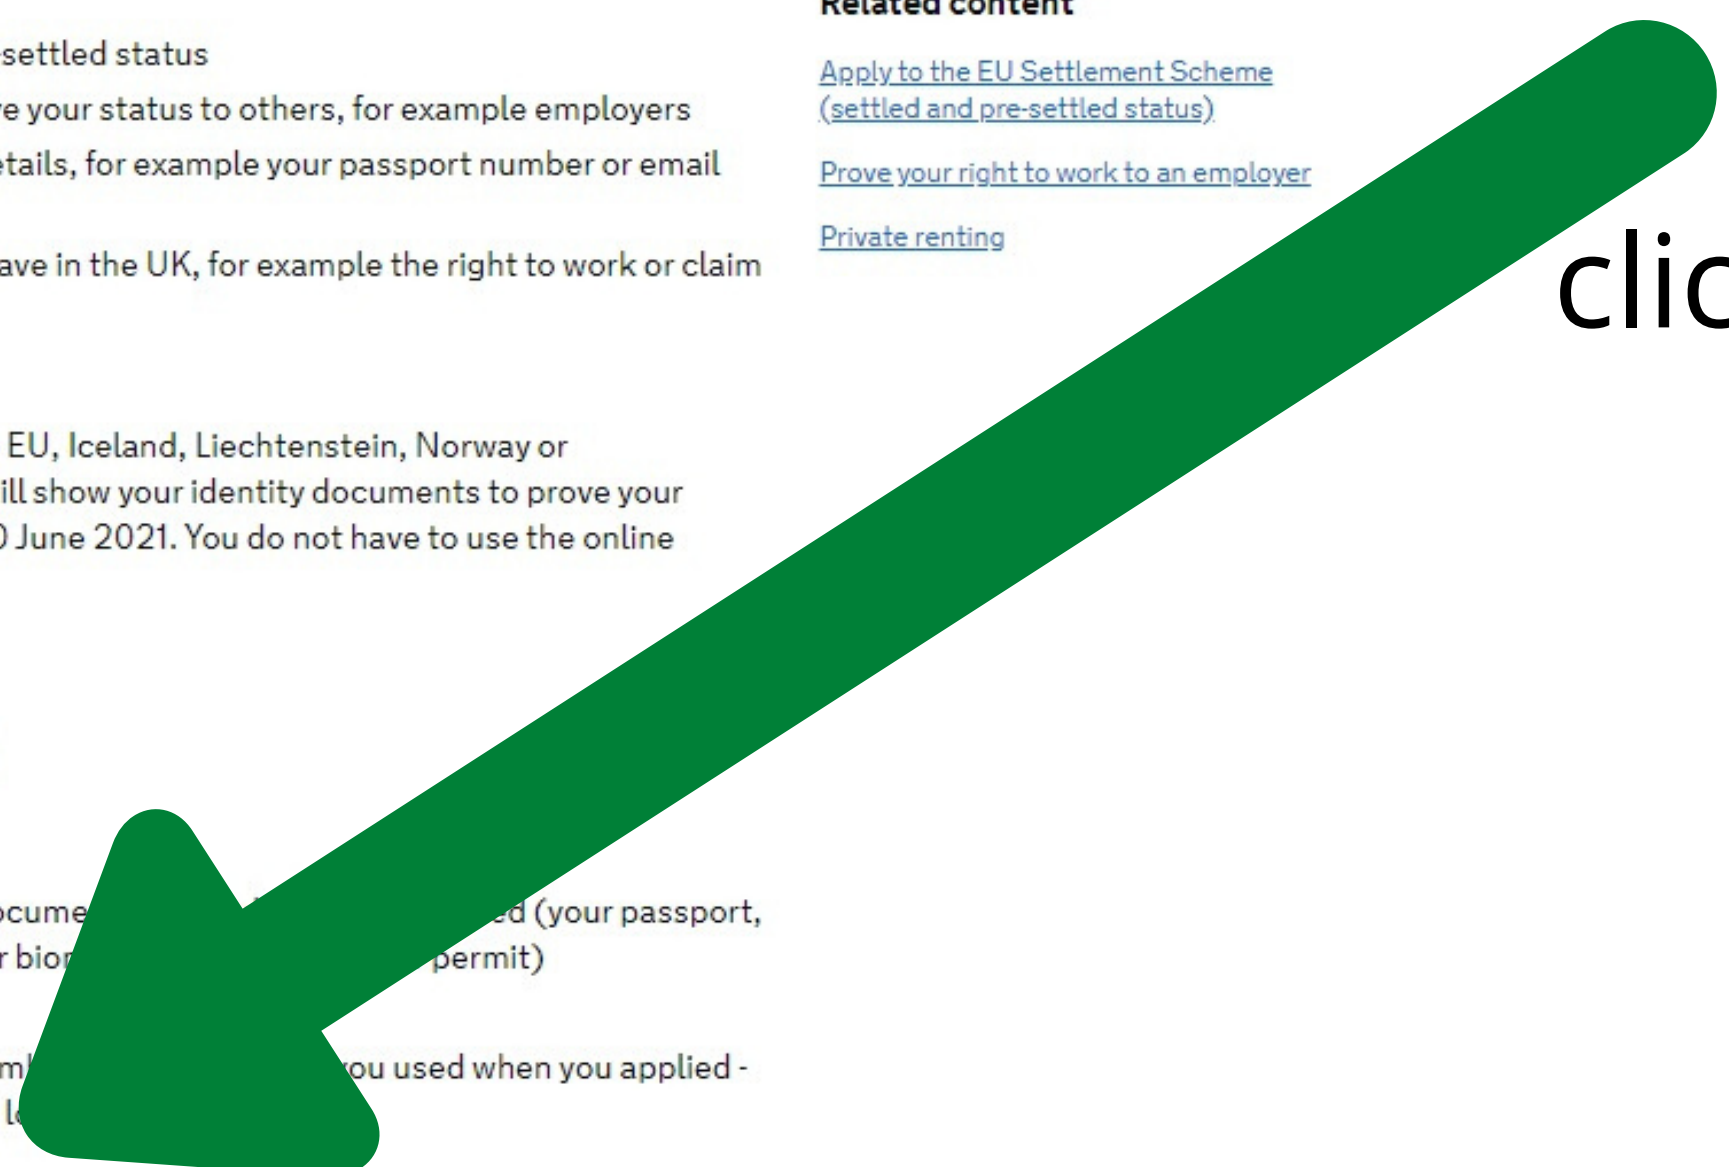 settled status
ve your status to others, for example employers
etails, for example your passport number or email
ave in the UK, for example the right to work or claim
EU, Iceland, Liechtenstein, Norway or
ill show your identity documents to prove your
0 June 2021. You do not have to use the online
ed (your passport,
permit)
ou used when you applied -
Related content
Apply to the EU Settlement Scheme
(settled and pre-settled status)
Prove your right to work to an employer
Private renting
clic